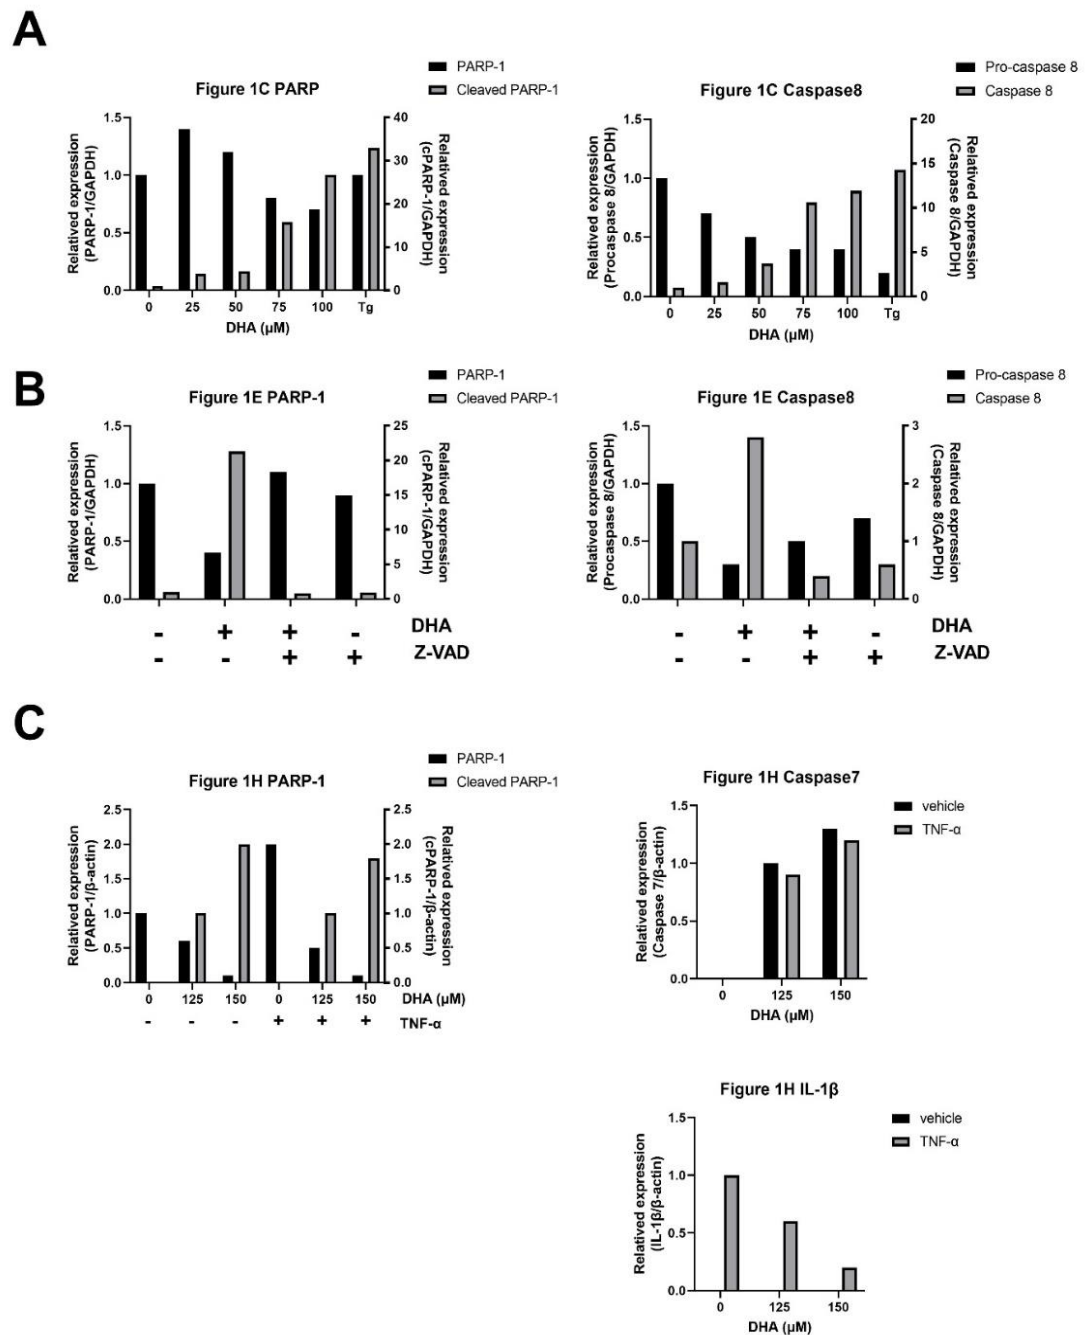 A
Figure 1C PARP
PARP-1
Cleaved PARP-1
Relatived expression
(PARP-1/GAPDH)
1.5
1.0
0.5
0.0
40
30
20
10
0
Relatived expression
(cPARP-1/GAPDH)
0 25 50 75 100 Tg
DHA (µM)
Figure 1C Caspase8
Pro-caspase 8
Caspase 8
Relatived expression
(Procaspase 8/GAPDH)
1.5
1.0
0.5
0.0
20
15
10
5
0
Relatived expression
(Caspase 8/GAPDH)
0 25 50 75 100 Tg
DHA (µM)
B
Figure 1E PARP-1
PARP-1
Cleaved PARP-1
Relatived expression
(PARP-1/GAPDH)
1.5
1.0
0.5
0.0
25
20
15
10
5
0
Relatived expression
(cPARP-1/GAPDH)
- + + - DHA
- - + + Z-VAD
Figure 1E Caspase8
Pro-caspase 8
Caspase 8
Relatived expression
(Procaspase 8/GAPDH)
1.5
1.0
0.5
0.0
3
2
1
0
Relatived expression
(Caspase 8/GAPDH)
- + + - DHA
- - + + Z-VAD
C
Figure 1H PARP-1
PARP-1
Cleaved PARP-1
Relatived expression
(PARP-1/β-actin)
2.5
2.0
1.5
1.0
0.5
0.0
2.5
2.0
1.5
1.0
0.5
0.0
Relatived expression
(cPARP-1/β-actin)
0 125 150 0 125 150 DHA (µM)
- - - + + + TNF-α
Figure 1H Caspase7
vehicle
TNF-α
Relatived expression
(Caspase 7/β-actin)
1.5
1.0
0.5
0.0
0 125 150
DHA (µM)
Figure 1H IL-1β
vehicle
TNF-α
Relatived expression
(IL-1β/β-actin)
1.5
1.0
0.5
0.0
0 125 150
DHA (µM)